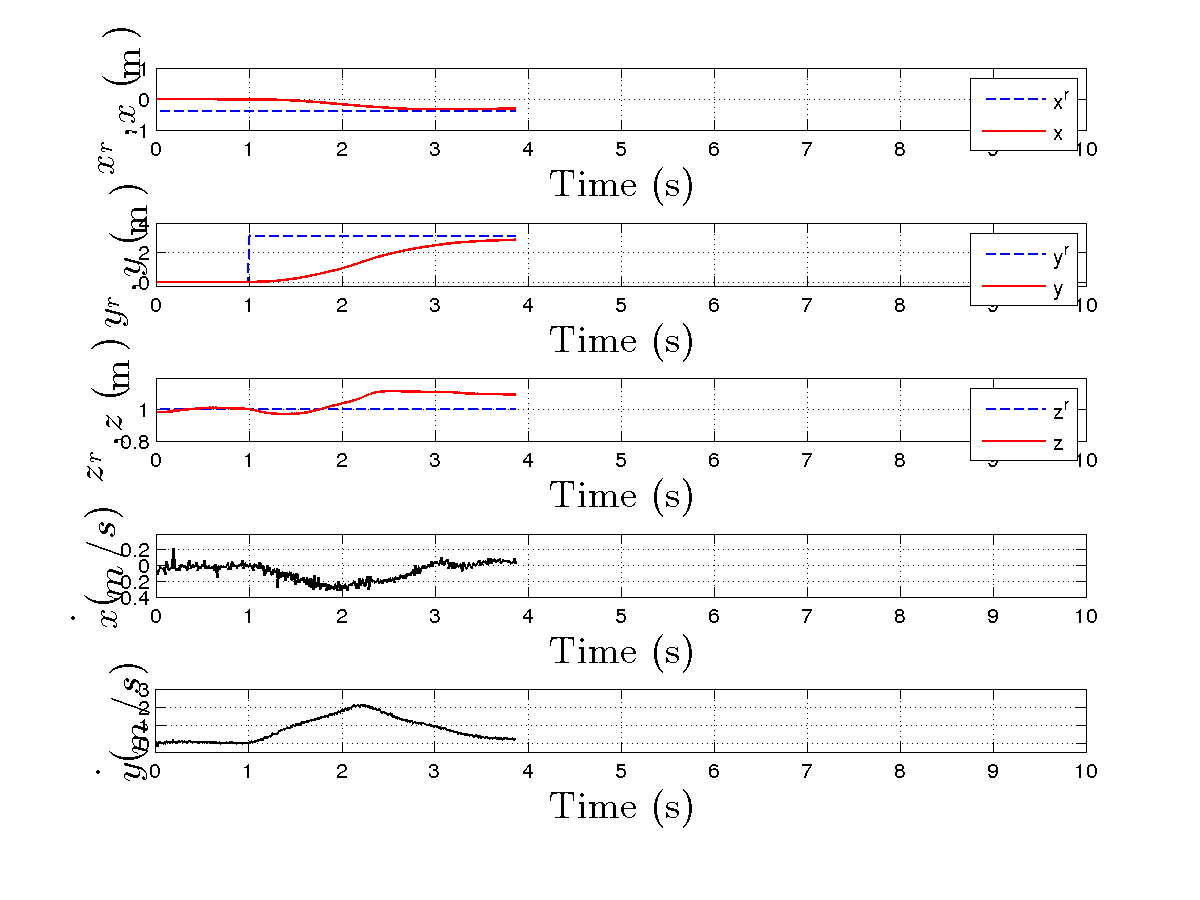 x^r, x (m)
1
0
-1
x^r
x
0 1 2 3 4 5 6 7 8 9 10
Time (s)
y^r, y (m)
4
2
0
y^r
y
0 1 2 3 4 5 6 7 8 9 10
Time (s)
z^r, z (m)
1
0.8
z^r
z
0 1 2 3 4 5 6 7 8 9 10
Time (s)
ẋ(m/s)
0.2
0
-0.2
-0.4
0 1 2 3 4 5 6 7 8 9 10
Time (s)
ẏ(m/s)
3
2
1
0
0 1 2 3 4 5 6 7 8 9 10
Time (s)